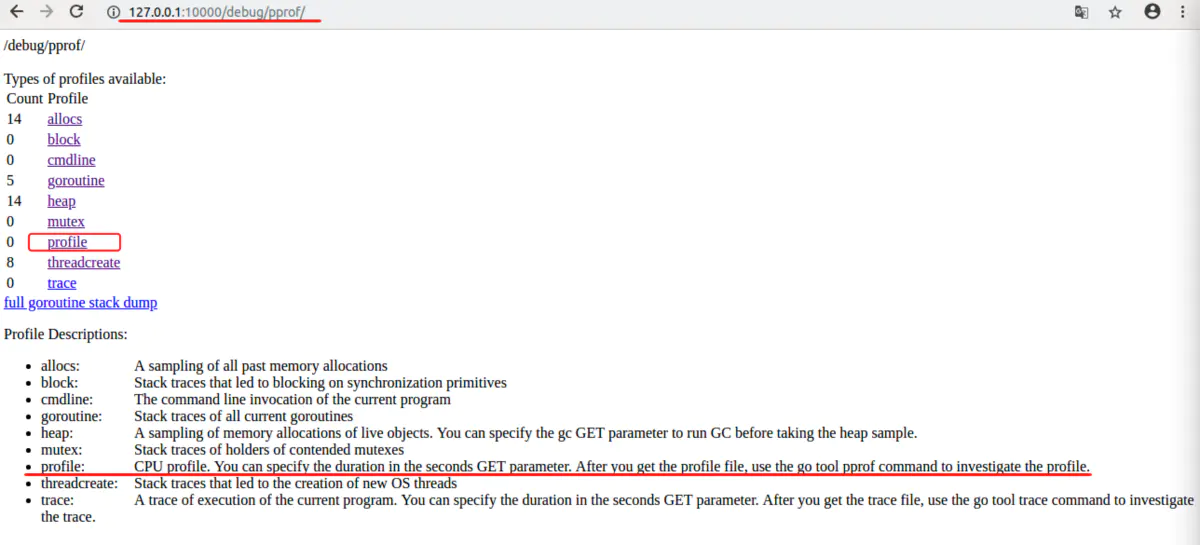 127.0.0.1:10000/debug/pprof/
/debug/pprof/
Types of profiles available:
Count Profile
14 allocs
0 block
0 cmdline
5 goroutine
14 heap
0 mutex
0 profile
8 threadcreate
0 trace
full goroutine stack dump
Profile Descriptions:
• allocs: A sampling of all past memory allocations
• block: Stack traces that led to blocking on synchronization primitives
• cmdline: The command line invocation of the current program
• goroutine: Stack traces of all current goroutines
• heap: A sampling of memory allocations of live objects. You can specify the gc GET parameter to run GC before taking the heap sample.
• mutex: Stack traces of holders of contended mutexes
• profile: CPU profile. You can specify the duration in the seconds GET parameter. After you get the profile file, use the go tool pprof command to investigate the profile.
• threadcreate: Stack traces that led to the creation of new OS threads
• trace: A trace of execution of the current program. You can specify the duration in the seconds GET parameter. After you get the trace file, use the go tool trace command to investigate
the trace.